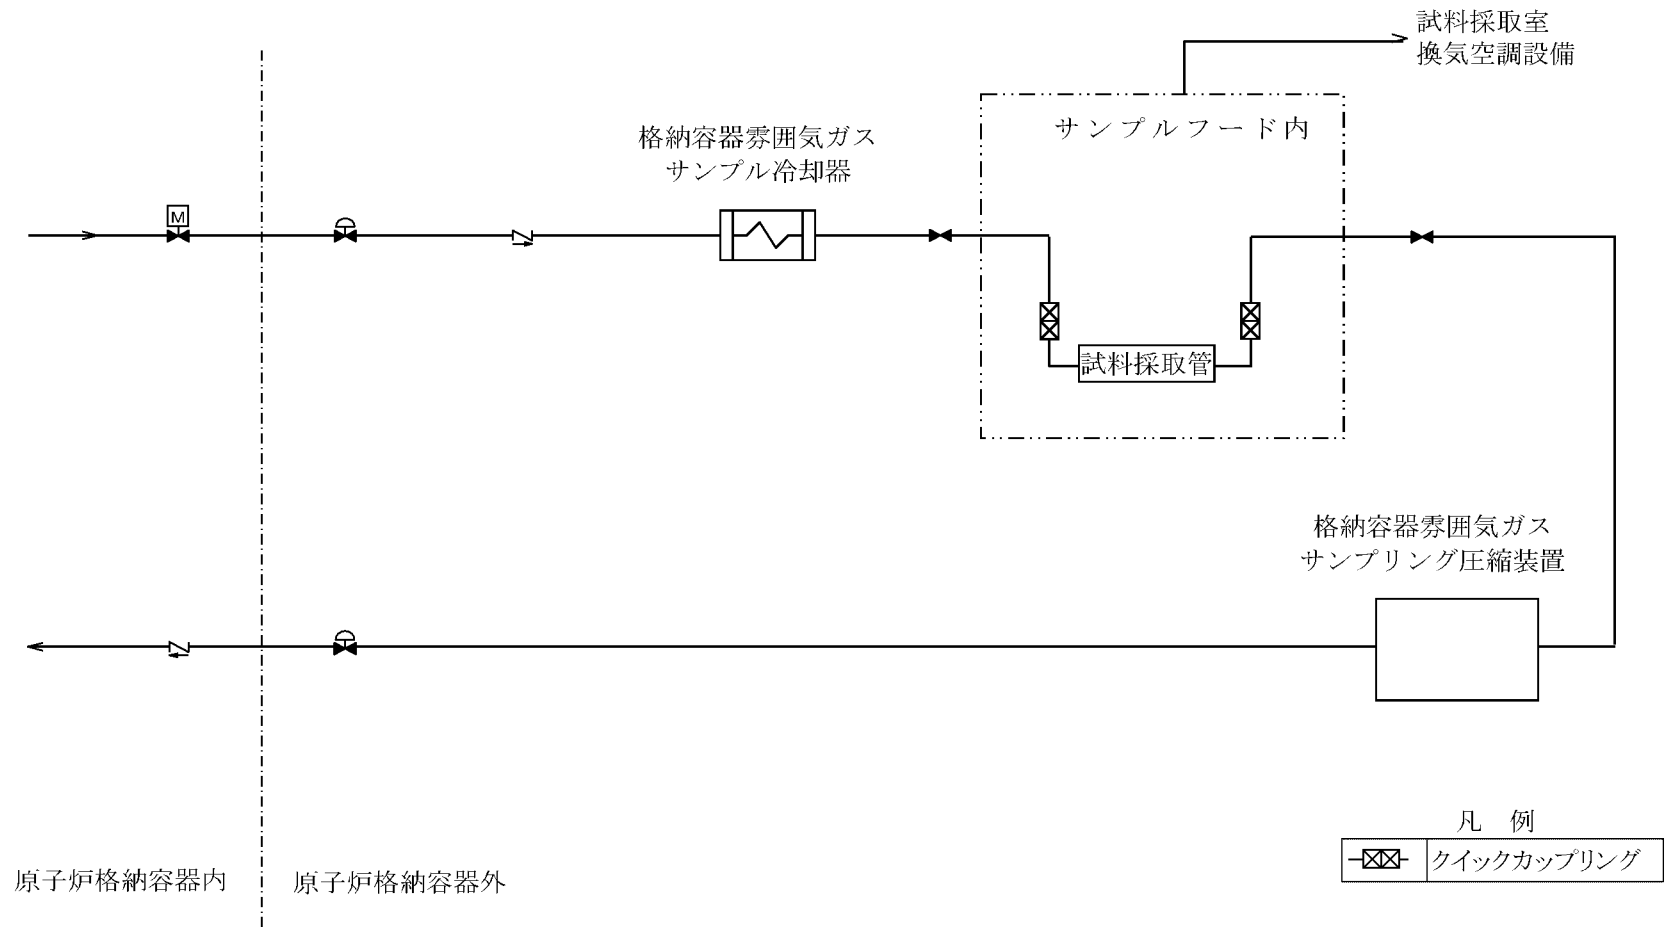 試料採取室
換気空調設備
サンプルフード内
格納容器雰囲気ガス
サンプル冷却器
M
試料採取管
格納容器雰囲気ガス
サンプリング圧縮装置
凡 例
クイックカップリング
原子炉格納容器内
原子炉格納容器外